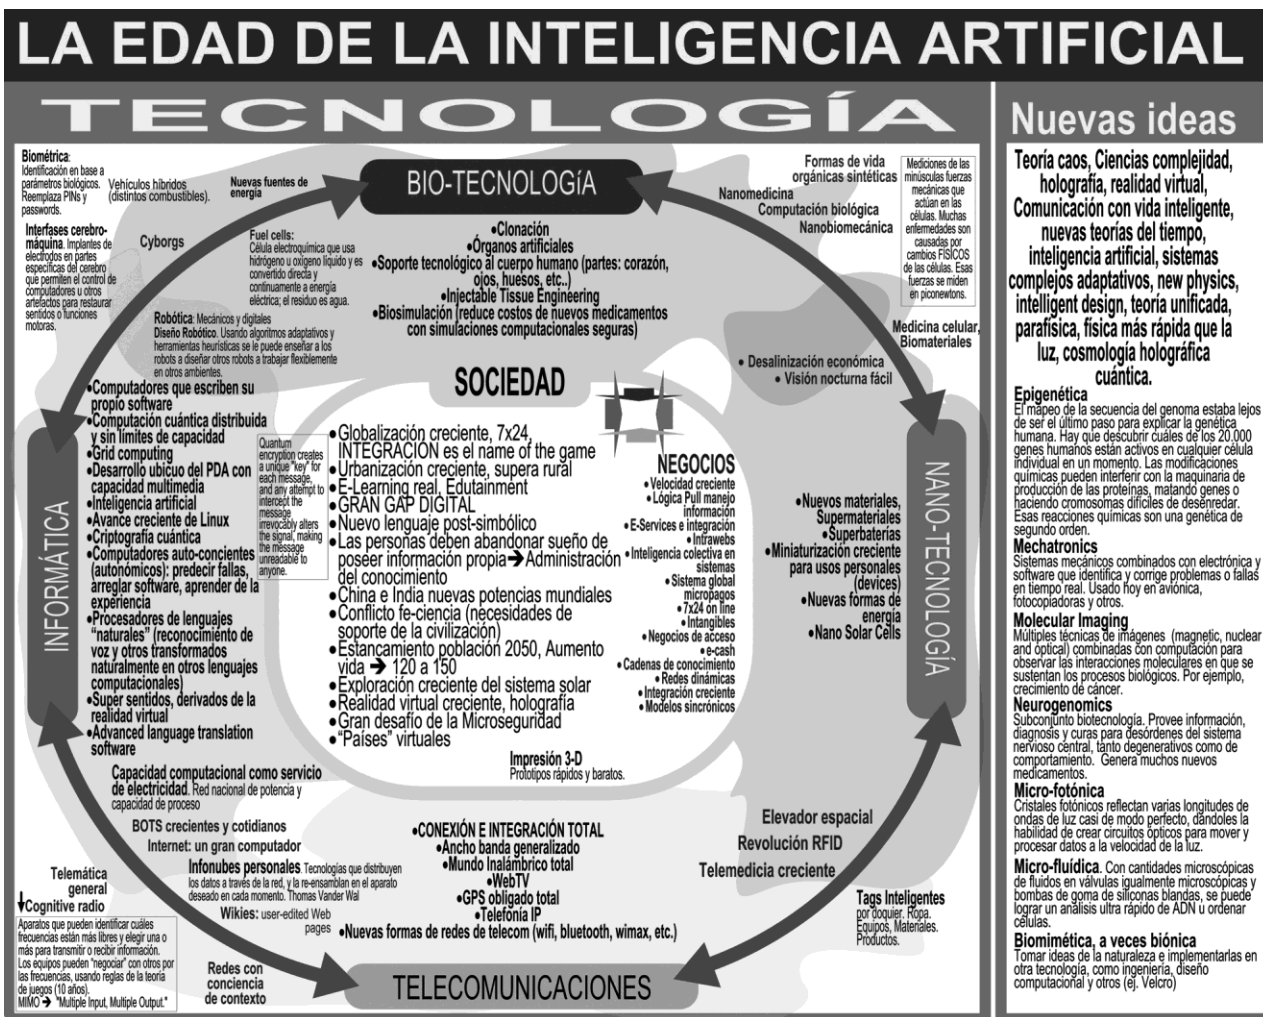 LA EDAD DE LA INTELIGENCIA ARTIFICIAL
TECNOLOGÍA
Biométrica:
Identificación en base a
parámetros biológicos.
Reemplaza PINs y
passwords.
Vehículos híbridos
(distintos combustibles).
Nuevas fuentes de
energía
Interfases cerebro-
máquina. Implantes de
electrodos en partes
específicas del cerebro
que permiten el control de
computadores u otros
artefactos para restaurar
sentidos o funciones
motoras.
Cyborgs
Fuel cells:
Célula electroquímica que usa
hidrógeno u oxígeno líquido y es
convertido directa y
continuamente a energía
eléctrica; el residuo es agua.
Robótica: Mecánicos y digitales
Diseño Robótico. Usando algoritmos adaptativos y
herramientas heurísticas se le puede enseñar a los
robots a diseñar otros robots a trabajar flexiblemente
en otros ambientes.
BIO-TECNOLOGíA
•Clonación
•Órganos artificiales
•Soporte tecnológico al cuerpo humano (partes: corazón,
ojos, huesos, etc..)
•Injectable Tissue Engineering
•Biosimulación (reduce costos de nuevos medicamentos
con simulaciones computacionales seguras)
Formas de vida
orgánicas sintéticas
Nanomedicina
Computación biológica
Nanobiomecánica
Mediciones de las
minúsculas fuerzas
mecánicas que
actúan en las
células. Muchas
enfermedades son
causadas por
cambios FÍSICOS
de las células. Esas
fuerzas se miden
en piconewtons.
Medicina celular,
Biomateriales
• Desalinización económica
• Visión nocturna fácil
INFORMÁTICA
•Computadores que escriben su
propio software
•Computación cuántica distribuida
y sin límites de capacidad
•Grid computing
•Desarrollo ubicuo del PDA con
capacidad multimedia
•Inteligencia artificial
•Avance creciente de Linux
•Criptografía cuántica
•Computadores auto-concientes
(autonómicos): predecir fallas,
arreglar software, aprender de la
experiencia
•Procesadores de lenguajes
“naturales” (reconocimiento de
voz y otros transformados
naturalmente en otros lenguajes
computacionales)
•Super sentidos, derivados de la
realidad virtual
•Advanced language translation
software
Quantum
encryption creates
a unique "key" for
each message,
and any attempt to
intercept the
message
irrevocably alters
the signal, making
the message
unreadable to
anyone.
SOCIEDAD
•Globalización creciente, 7x24,
INTEGRACION es el name of the game
•Urbanización creciente, supera rural
•E-Learning real, Edutainment
•GRAN GAP DIGITAL
•Nuevo lenguaje post-simbólico
•Las personas deben abandonar sueño de
poseer información propia➔Administración
del conocimiento
•China e India nuevas potencias mundiales
•Conflicto fe-ciencia (necesidades de
soporte de la civilización)
•Estancamiento población 2050, Aumento
vida ➔ 120 a 150
•Exploración creciente del sistema solar
•Realidad virtual creciente, holografía
•Gran desafío de la Microseguridad
•“Países” virtuales
NEGOCIOS
•Velocidad creciente
•Lógica Pull manejo
información
•E-Services e integración
•Intrawebs
•Inteligencia colectiva en
sistemas
•Sistema global
micropagos
•7x24 on line
•Intangibles
•Negocios de acceso
•e-cash
•Cadenas de conocimiento
•Redes dinámicas
•Integración creciente
•Modelos sincrónicos
Impresión 3-D
Prototipos rápidos y baratos.
•Nuevos materiales,
Supermateriales
•Superbaterías
•Miniaturización creciente
para usos personales
(devices)
•Nuevas formas de
energía
•Nano Solar Cells
NANO-TECNOLOGÍA
Capacidad computacional como servicio
de electricidad. Red nacional de potencia y
capacidad de proceso
BOTS crecientes y cotidianos
Internet: un gran computador
Infonubes personales. Tecnologías que distribuyen
los datos a través de la red, y la re-ensamblan en el aparato
deseado en cada momento. Thomas Vander Wal
Wikies: user-edited Web
pages
Telemática
general
Cognitive radio
Aparatos que pueden identificar cuáles
frecuencias están más libres y elegir una o
más para transmitir o recibir información.
Los equipos pueden "negociar" con otros por
las frecuencias, usando reglas de la teoría
de juegos (10 años).
MIMO ➔ "Multiple Input, Multiple Output."
Redes con
conciencia
de contexto
•CONEXIÓN E INTEGRACIÓN TOTAL
•Ancho banda generalizado
•Mundo Inalámbrico total
•WebTV
•GPS obligado total
•Telefonía IP
•Nuevas formas de redes de telecom (wifi, bluetooth, wimax, etc.)
TELECOMUNICACIONES
Elevador espacial
Revolución RFID
Telemedicia creciente
Tags Inteligentes
por doquier. Ropa.
Equipos, Materiales.
Productos.
Nuevas ideas
Teoría caos, Ciencias complejidad,
holografía, realidad virtual,
Comunicación con vida inteligente,
nuevas teorías del tiempo,
inteligencia artificial, sistemas
complejos adaptativos, new physics,
intelligent design, teoría unificada,
parafísica, física más rápida que la
luz, cosmología holográfica
cuántica.
Epigenética
El mapeo de la secuencia del genoma estaba lejos
de ser el último paso para explicar la genética
humana. Hay que descubrir cuáles de los 20.000
genes humanos están activos en cualquier célula
individual en un momento. Las modificaciones
químicas pueden interferir con la maquinaria de
producción de las proteínas, matando genes o
haciendo cromosomas difíciles de desenredar.
Esas reacciones químicas son una genética de
segundo orden.
Mechatronics
Sistemas mecánicos combinados con electrónica y
software que identifica y corrige problemas o fallas
en tiempo real. Usado hoy en aviónica,
fotocopiadoras y otros.
Molecular Imaging
Múltiples técnicas de imágenes (magnetic, nuclear
and optical) combinadas con computación para
observar las interacciones moleculares en que se
sustentan los procesos biológicos. Por ejemplo,
crecimiento de cáncer.
Neurogenomics
Subconjunto biotecnología. Provee información,
diagnosis y curas para desórdenes del sistema
nervioso central, tanto degenerativos como de
comportamiento. Genera muchos nuevos
medicamentos.
Micro-fotónica
Cristales fotónicos reflectan varias longitudes de
ondas de luz casi de modo perfecto, dándoles la
habilidad de crear circuitos ópticos para mover y
procesar datos a la velocidad de la luz.
Micro-fluídica. Con cantidades microscópicas
de fluidos en válvulas igualmente microscópicas y
bombas de goma de siliconas blandas, se puede
lograr un análisis ultra rápido de ADN u ordenar
células.
Biomimética, a veces biónica
Tomar ideas de la naturaleza e implementarlas en
otra tecnología, como ingeniería, diseño
computacional y otros (ej. Velcro)